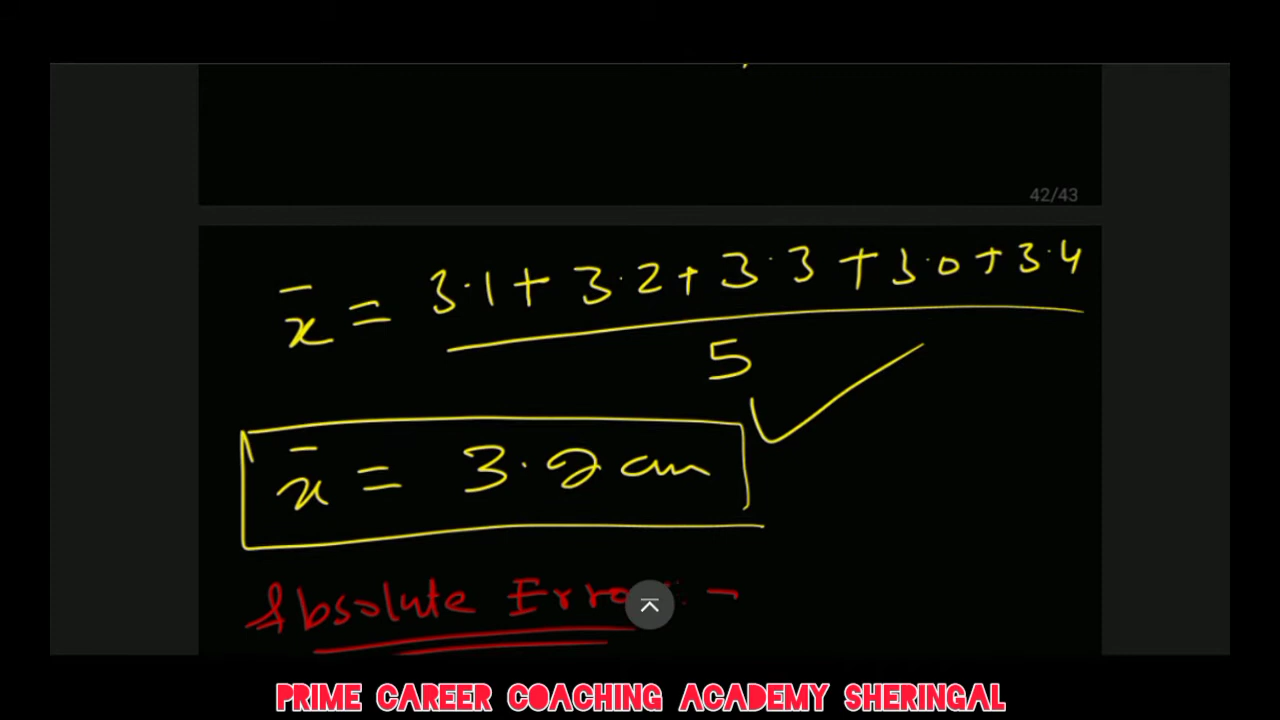 42/43
x̄ = 3.1 + 3.2 + 3.3 + 3.0 + 3.4
5
x̄ = 3.2 cm
Absolute Error :-
PRIME CAREER COACHING ACADEMY SHERINGAL